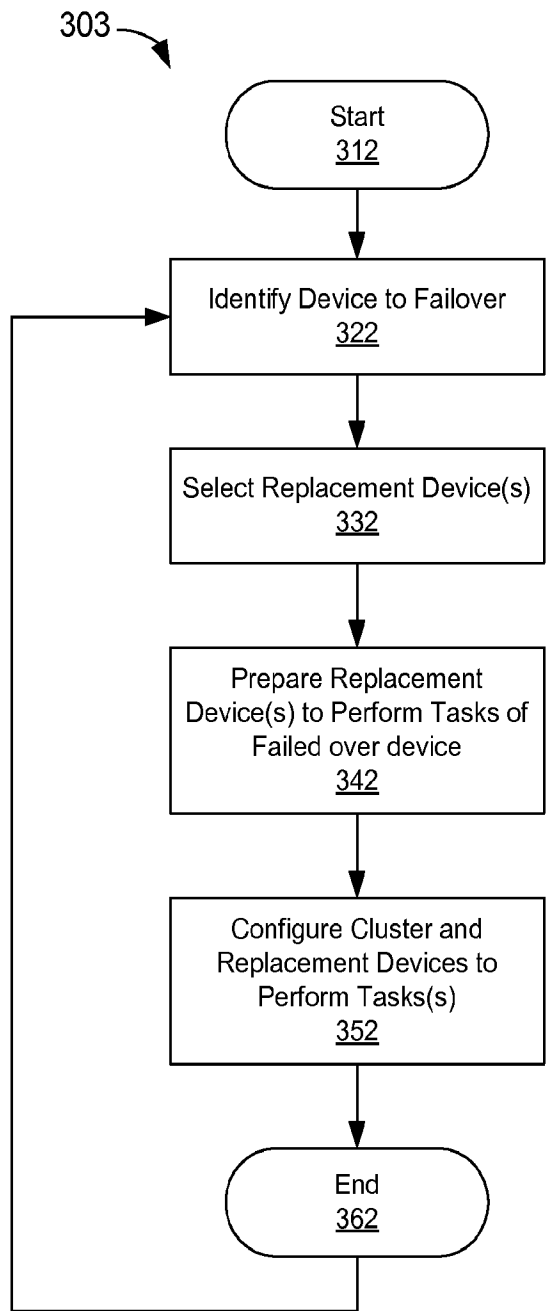 303
Start
312
Identify Device to Failover
322
Select Replacement Device(s)
332
Prepare Replacement
Device(s) to Perform Tasks of
Failed over device
342
Configure Cluster and
Replacement Devices to
Perform Tasks(s)
352
End
362